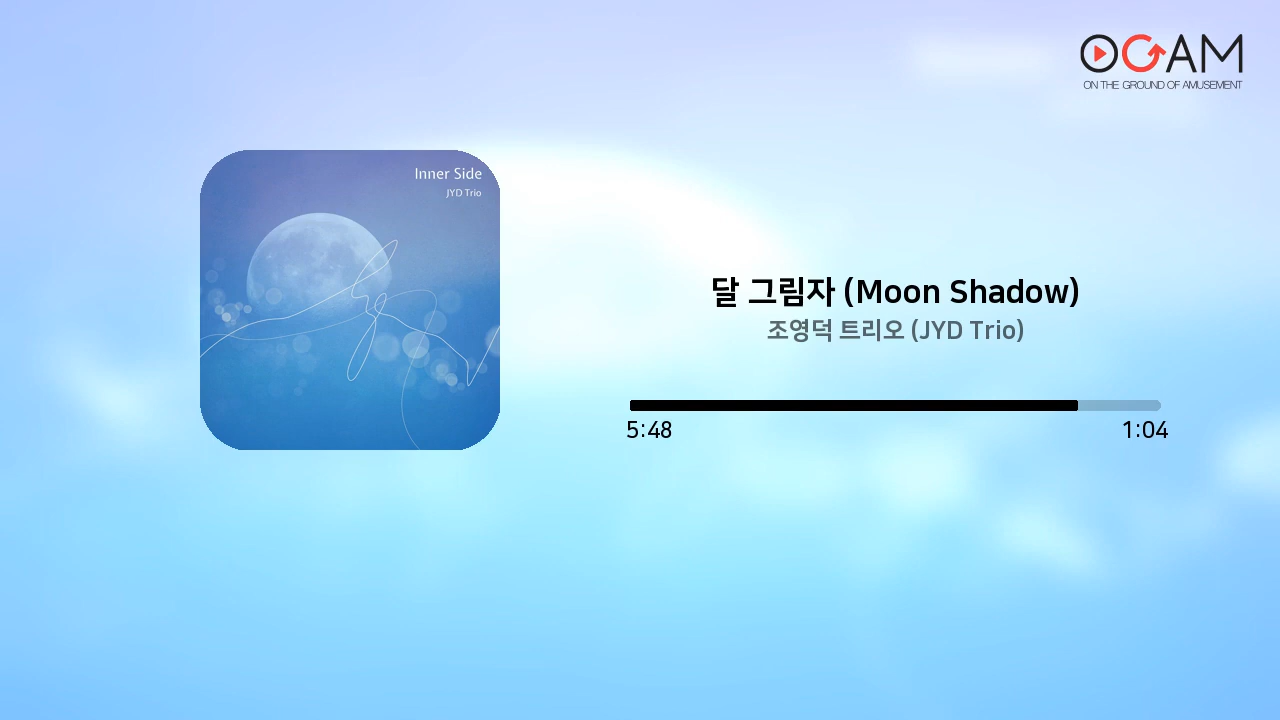 OGAM
ON THE GROUND OF AMUSEMENT
Inner Side
JYD Trio
달 그림자 (Moon Shadow)
조영덕 트리오 (JYD Trio)
5:48
1:04